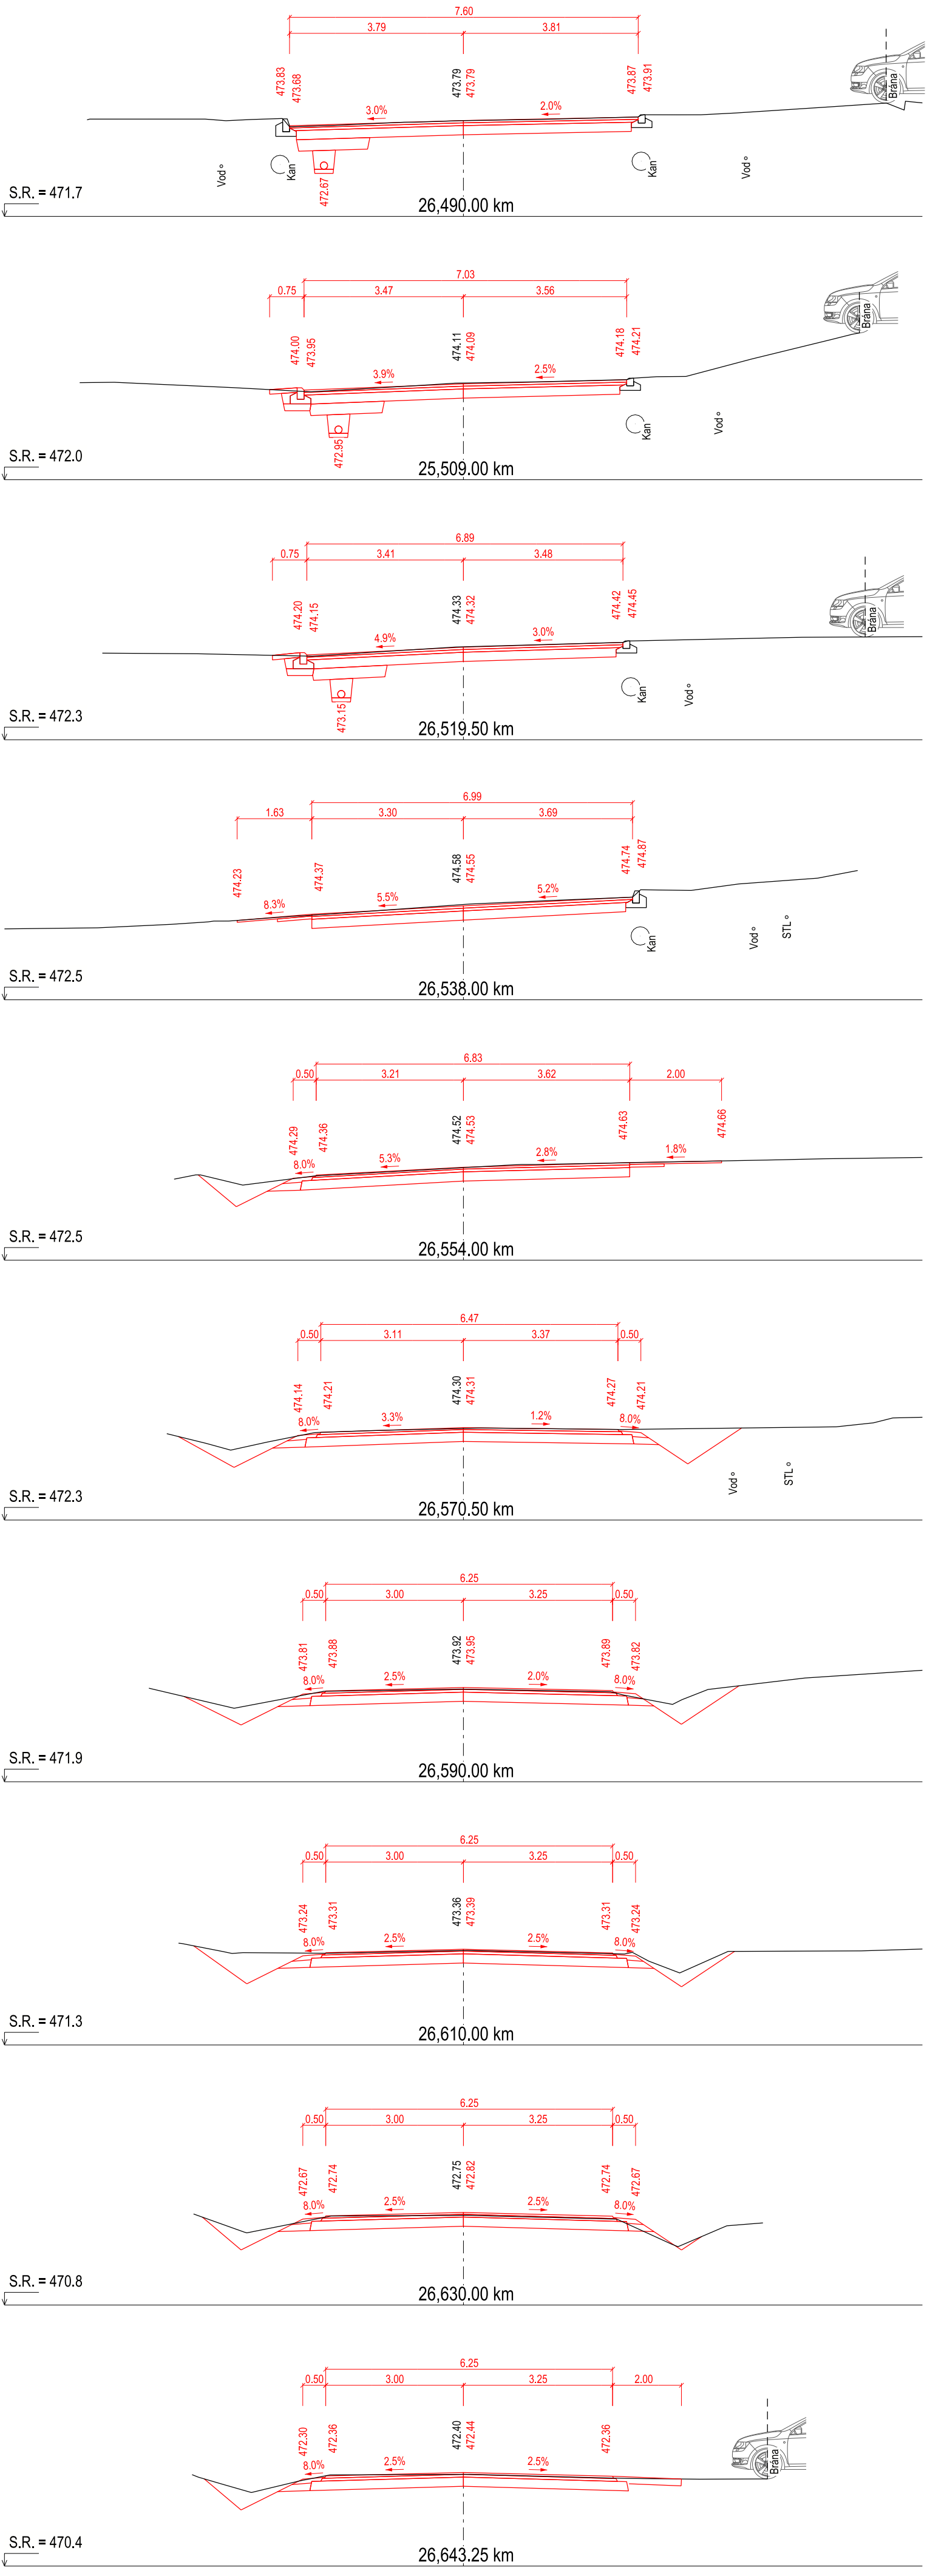 7.60
3.79 3.81
473.83 473.68 473.79 473.79 473.87 473.91
Brána
3.0% 2.0%
Vod Kan 472.67 Kan Vod
S.R. = 471.7
26,490.00 km
7.03
0.75 3.47 3.56
474.00 473.95 474.11 474.09 474.18 474.21
Brána
3.9% 2.5%
472.95 Kan Vod
S.R. = 472.0
25,509.00 km
6.89
0.75 3.41 3.48
474.20 474.15 474.33 474.32 474.42 474.45
Brána
4.9% 3.0%
473.15 Kan Vod
S.R. = 472.3
26,519.50 km
6.99
1.63 3.30 3.69
474.23 474.37 474.58 474.55 474.74 474.87
8.3% 5.5% 5.2%
Kan Vod STL
S.R. = 472.5
26,538.00 km
6.83
0.50 3.21 3.62 2.00
474.29 474.36 474.52 474.53 474.63 474.66
8.0% 5.3% 2.8% 1.8%
S.R. = 472.5
26,554.00 km
6.47
0.50 3.11 3.37 0.50
474.14 474.21 474.30 474.31 474.27 474.21
8.0% 3.3% 1.2% 8.0%
Vod STL
S.R. = 472.3
26,570.50 km
6.25
0.50 3.00 3.25 0.50
473.81 473.88 473.92 473.95 473.89 473.82
8.0% 2.5% 2.0% 8.0%
S.R. = 471.9
26,590.00 km
6.25
0.50 3.00 3.25 0.50
473.24 473.31 473.36 473.39 473.31 473.24
8.0% 2.5% 2.5% 8.0%
S.R. = 471.3
26,610.00 km
6.25
0.50 3.00 3.25 0.50
472.67 472.74 472.75 472.82 472.74 472.67
8.0% 2.5% 2.5% 8.0%
S.R. = 470.8
26,630.00 km
6.25
0.50 3.00 3.25 2.00
472.30 472.36 472.40 472.44 472.36
Brána
8.0% 2.5% 2.5%
S.R. = 470.4
26,643.25 km